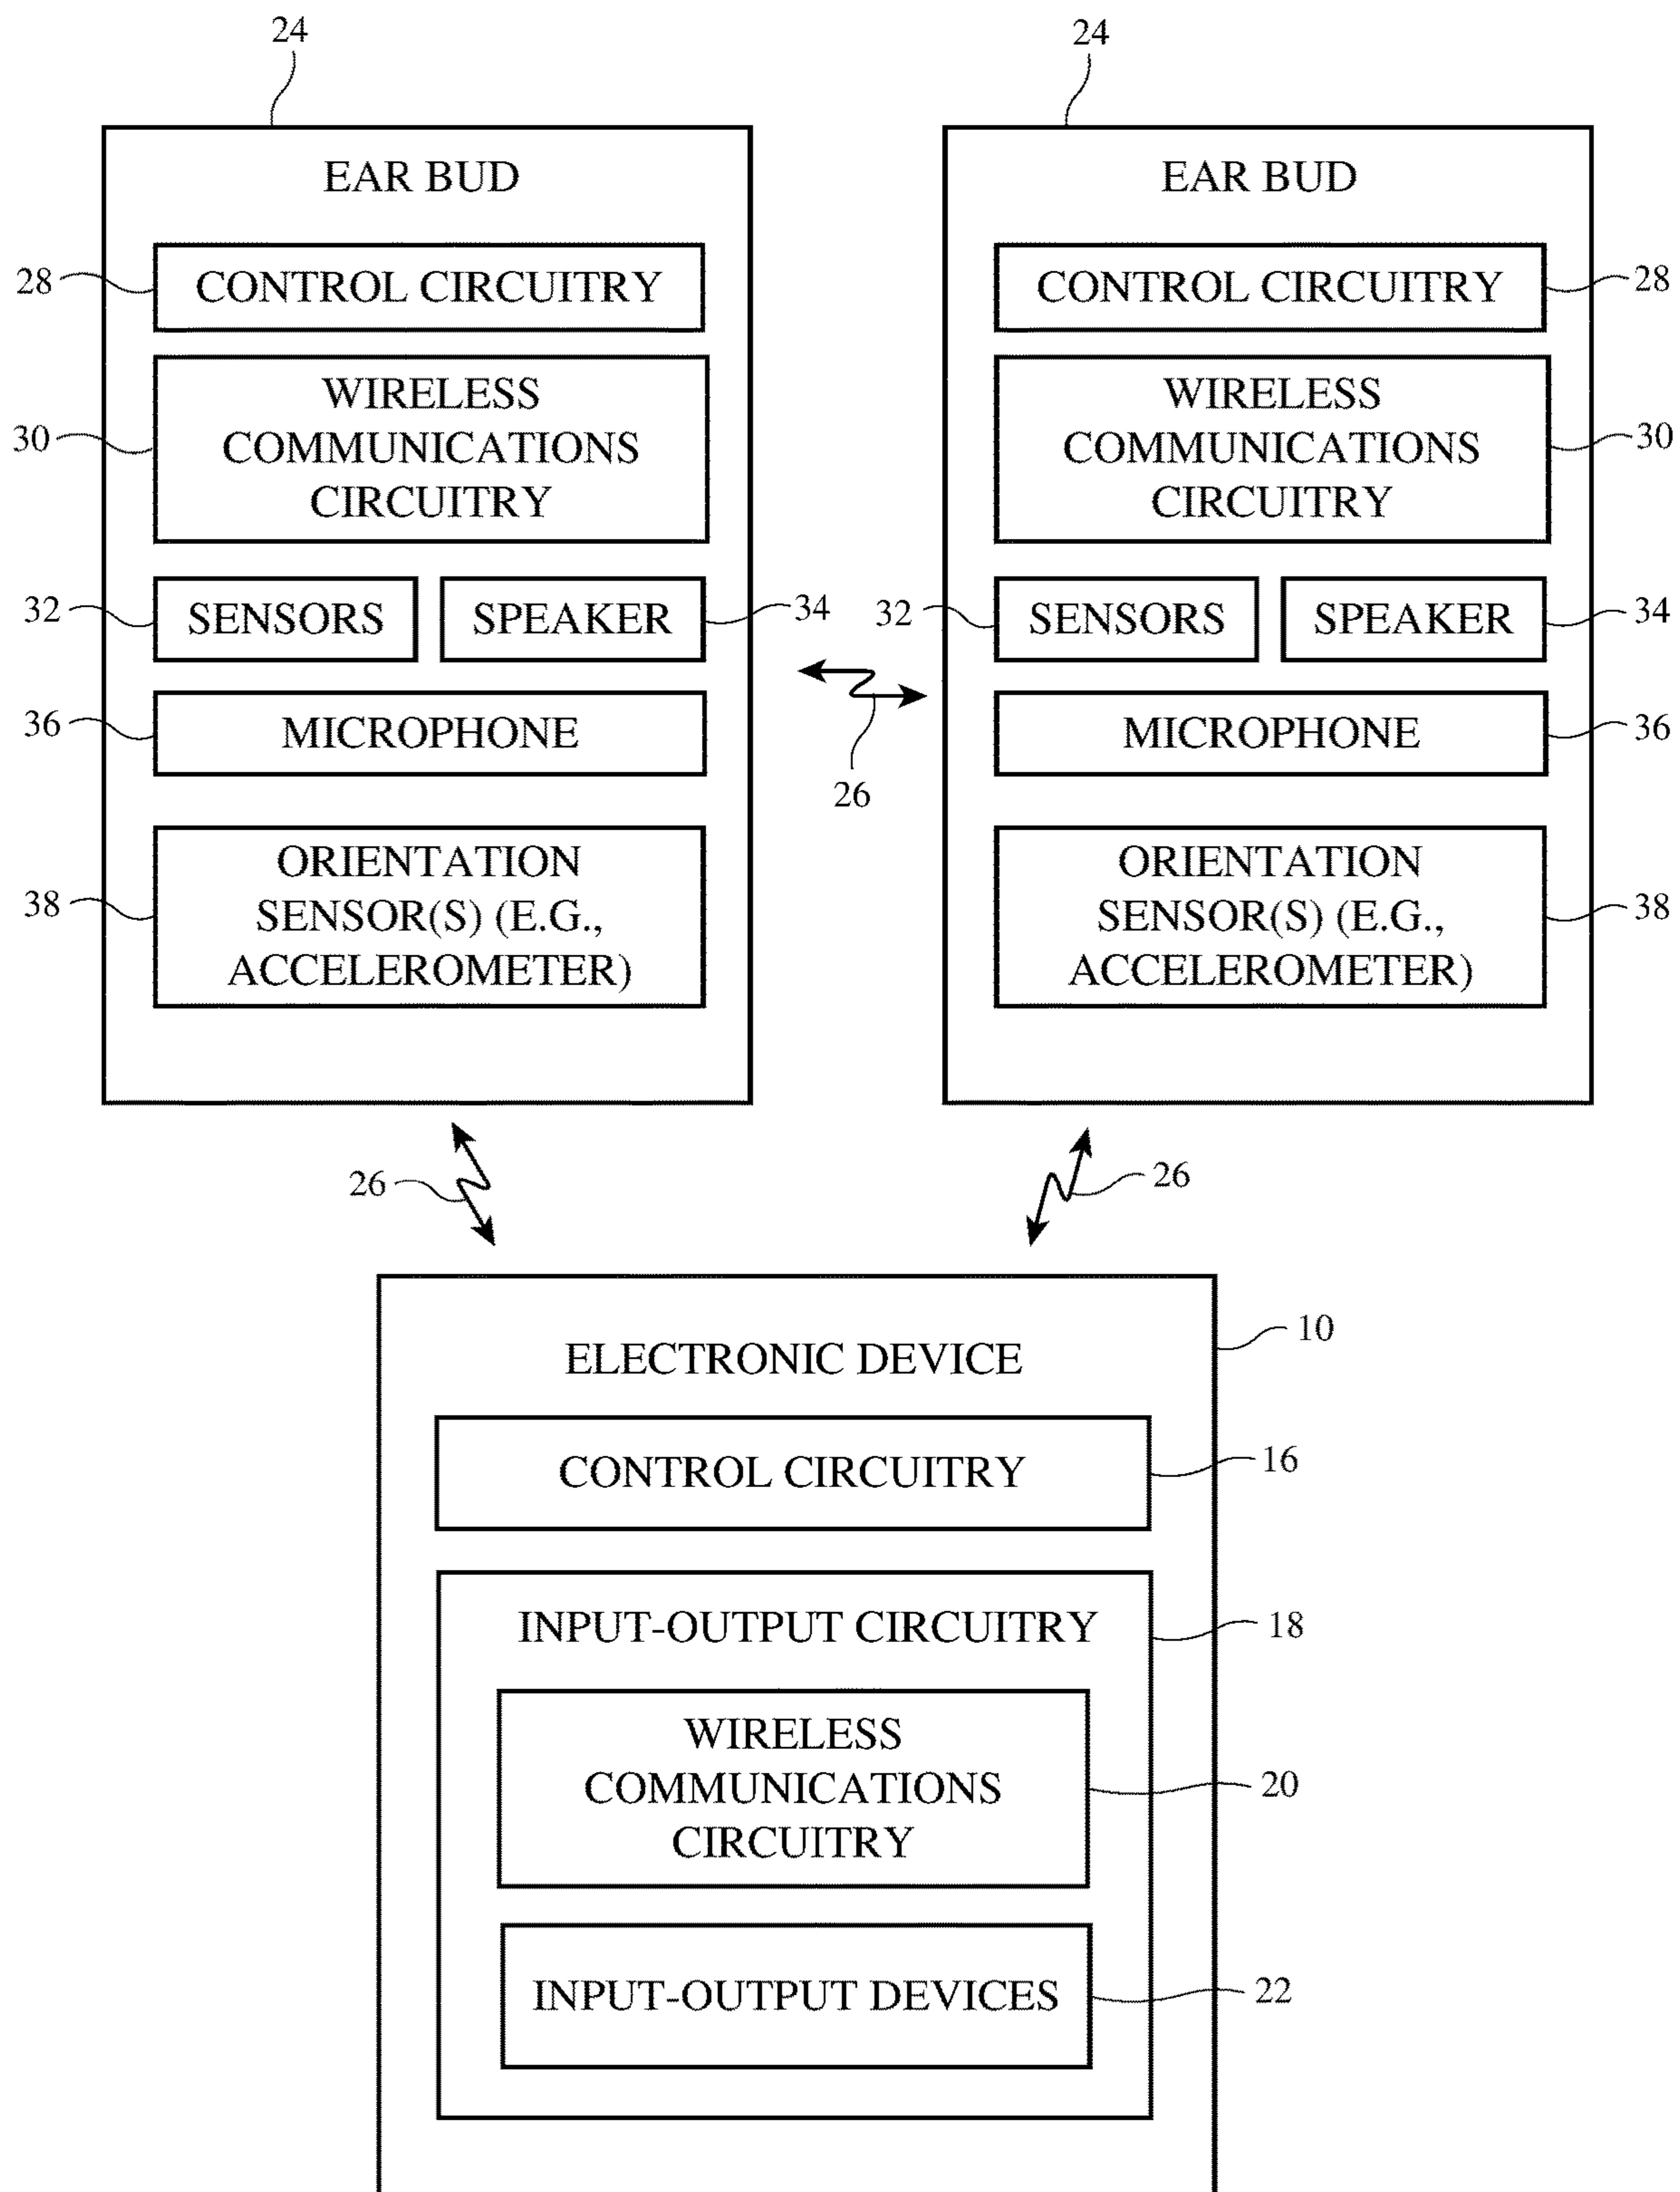 24
EAR BUD
28
CONTROL CIRCUITRY
30
WIRELESS
COMMUNICATIONS
CIRCUITRY
32
SENSORS
SPEAKER
34
36
MICROPHONE
38
ORIENTATION
SENSOR(S) (E.G.,
ACCELEROMETER)
26
24
EAR BUD
CONTROL CIRCUITRY
28
WIRELESS
COMMUNICATIONS
CIRCUITRY
30
32
SENSORS
SPEAKER
34
MICROPHONE
36
ORIENTATION
SENSOR(S) (E.G.,
ACCELEROMETER)
38
26
26
ELECTRONIC DEVICE
10
CONTROL CIRCUITRY
16
INPUT-OUTPUT CIRCUITRY
18
WIRELESS
COMMUNICATIONS
CIRCUITRY
20
INPUT-OUTPUT DEVICES
22